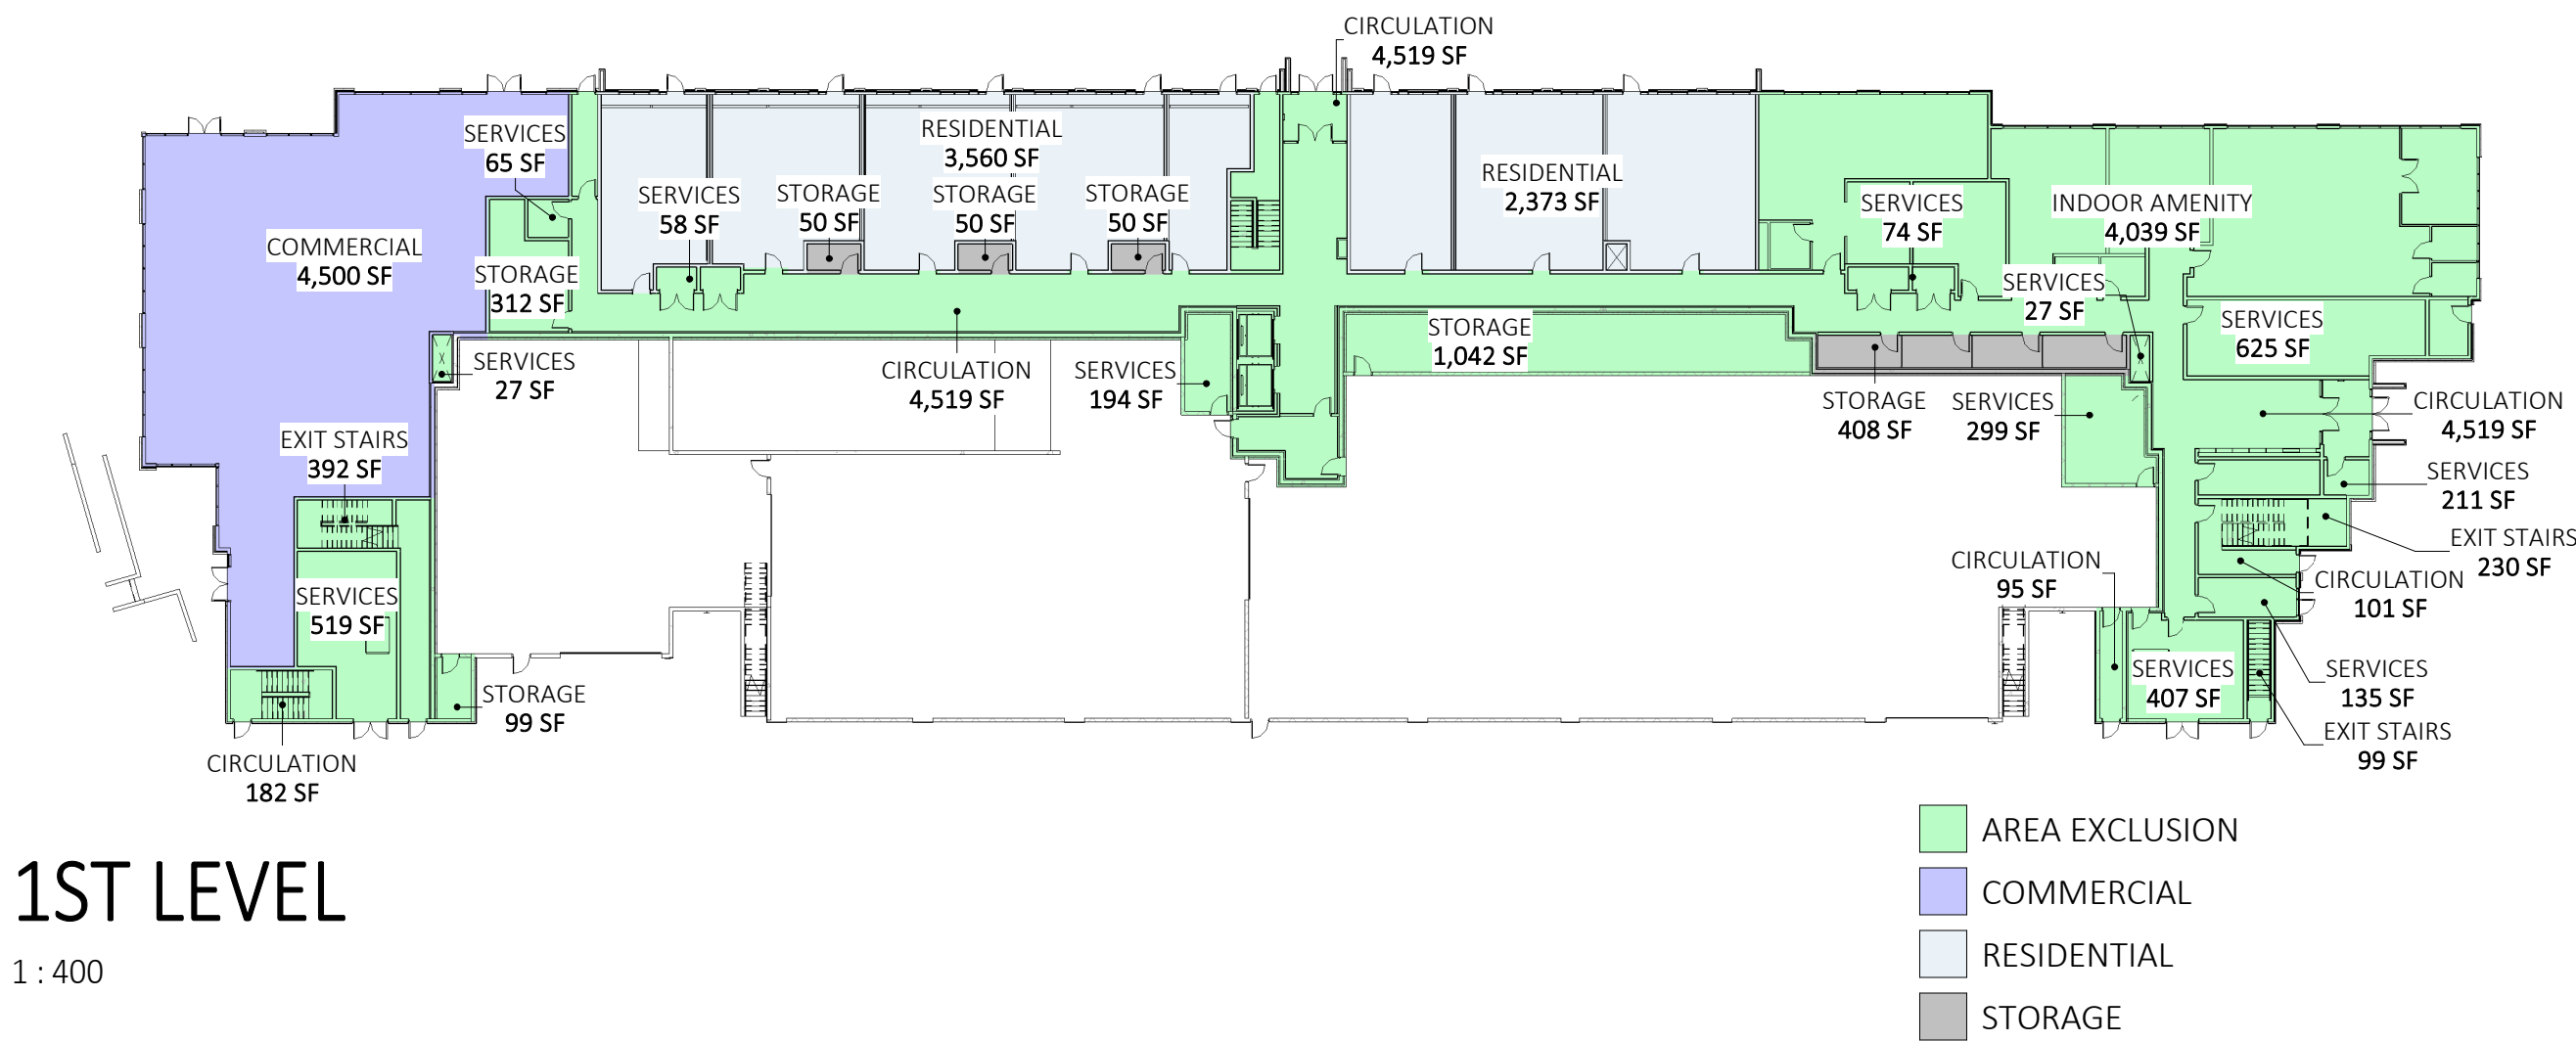 CIRCULATION
4,519 SF
SERVICES
65 SF
RESIDENTIAL
3,560 SF
SERVICES
58 SF
STORAGE
50 SF
STORAGE
50 SF
STORAGE
50 SF
RESIDENTIAL
2,373 SF
SERVICES
74 SF
INDOOR AMENITY
4,039 SF
COMMERCIAL
4,500 SF
STORAGE
312 SF
SERVICES
27 SF
SERVICES
625 SF
STORAGE
1,042 SF
SERVICES
27 SF
CIRCULATION
4,519 SF
SERVICES
194 SF
STORAGE
408 SF
SERVICES
299 SF
CIRCULATION
4,519 SF
EXIT STAIRS
392 SF
SERVICES
211 SF
EXIT STAIRS
230 SF
CIRCULATION
95 SF
CIRCULATION
101 SF
SERVICES
519 SF
STORAGE
99 SF
SERVICES
407 SF
SERVICES
135 SF
EXIT STAIRS
99 SF
CIRCULATION
182 SF
AREA EXCLUSION
COMMERCIAL
RESIDENTIAL
STORAGE
1ST LEVEL
1 : 400